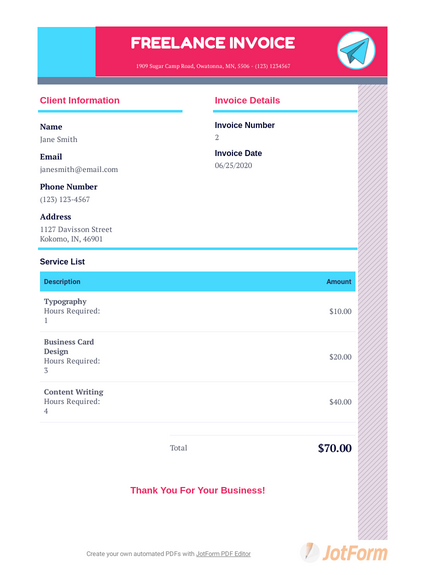 FREELANCE INVOICE
1909 Sugar Camp Road, Owatonna, MN, 5506 - (123) 1234567
Client Information
Name
Jane Smith
Email
janesmith@email.com
Phone Number
(123) 123-4567
Address
1127 Davisson Street
Kokomo, IN, 46901
Invoice Details
Invoice Number
2
Invoice Date
06/25/2020
Service List
Description Amount
Typography
Hours Required:
1
$10.00
Business Card
Design
Hours Required:
3
$20.00
Content Writing
Hours Required:
4
$40.00
Total $70.00
Thank You For Your Business!
Create your own automated PDFs with JotForm PDF Editor
JotForm